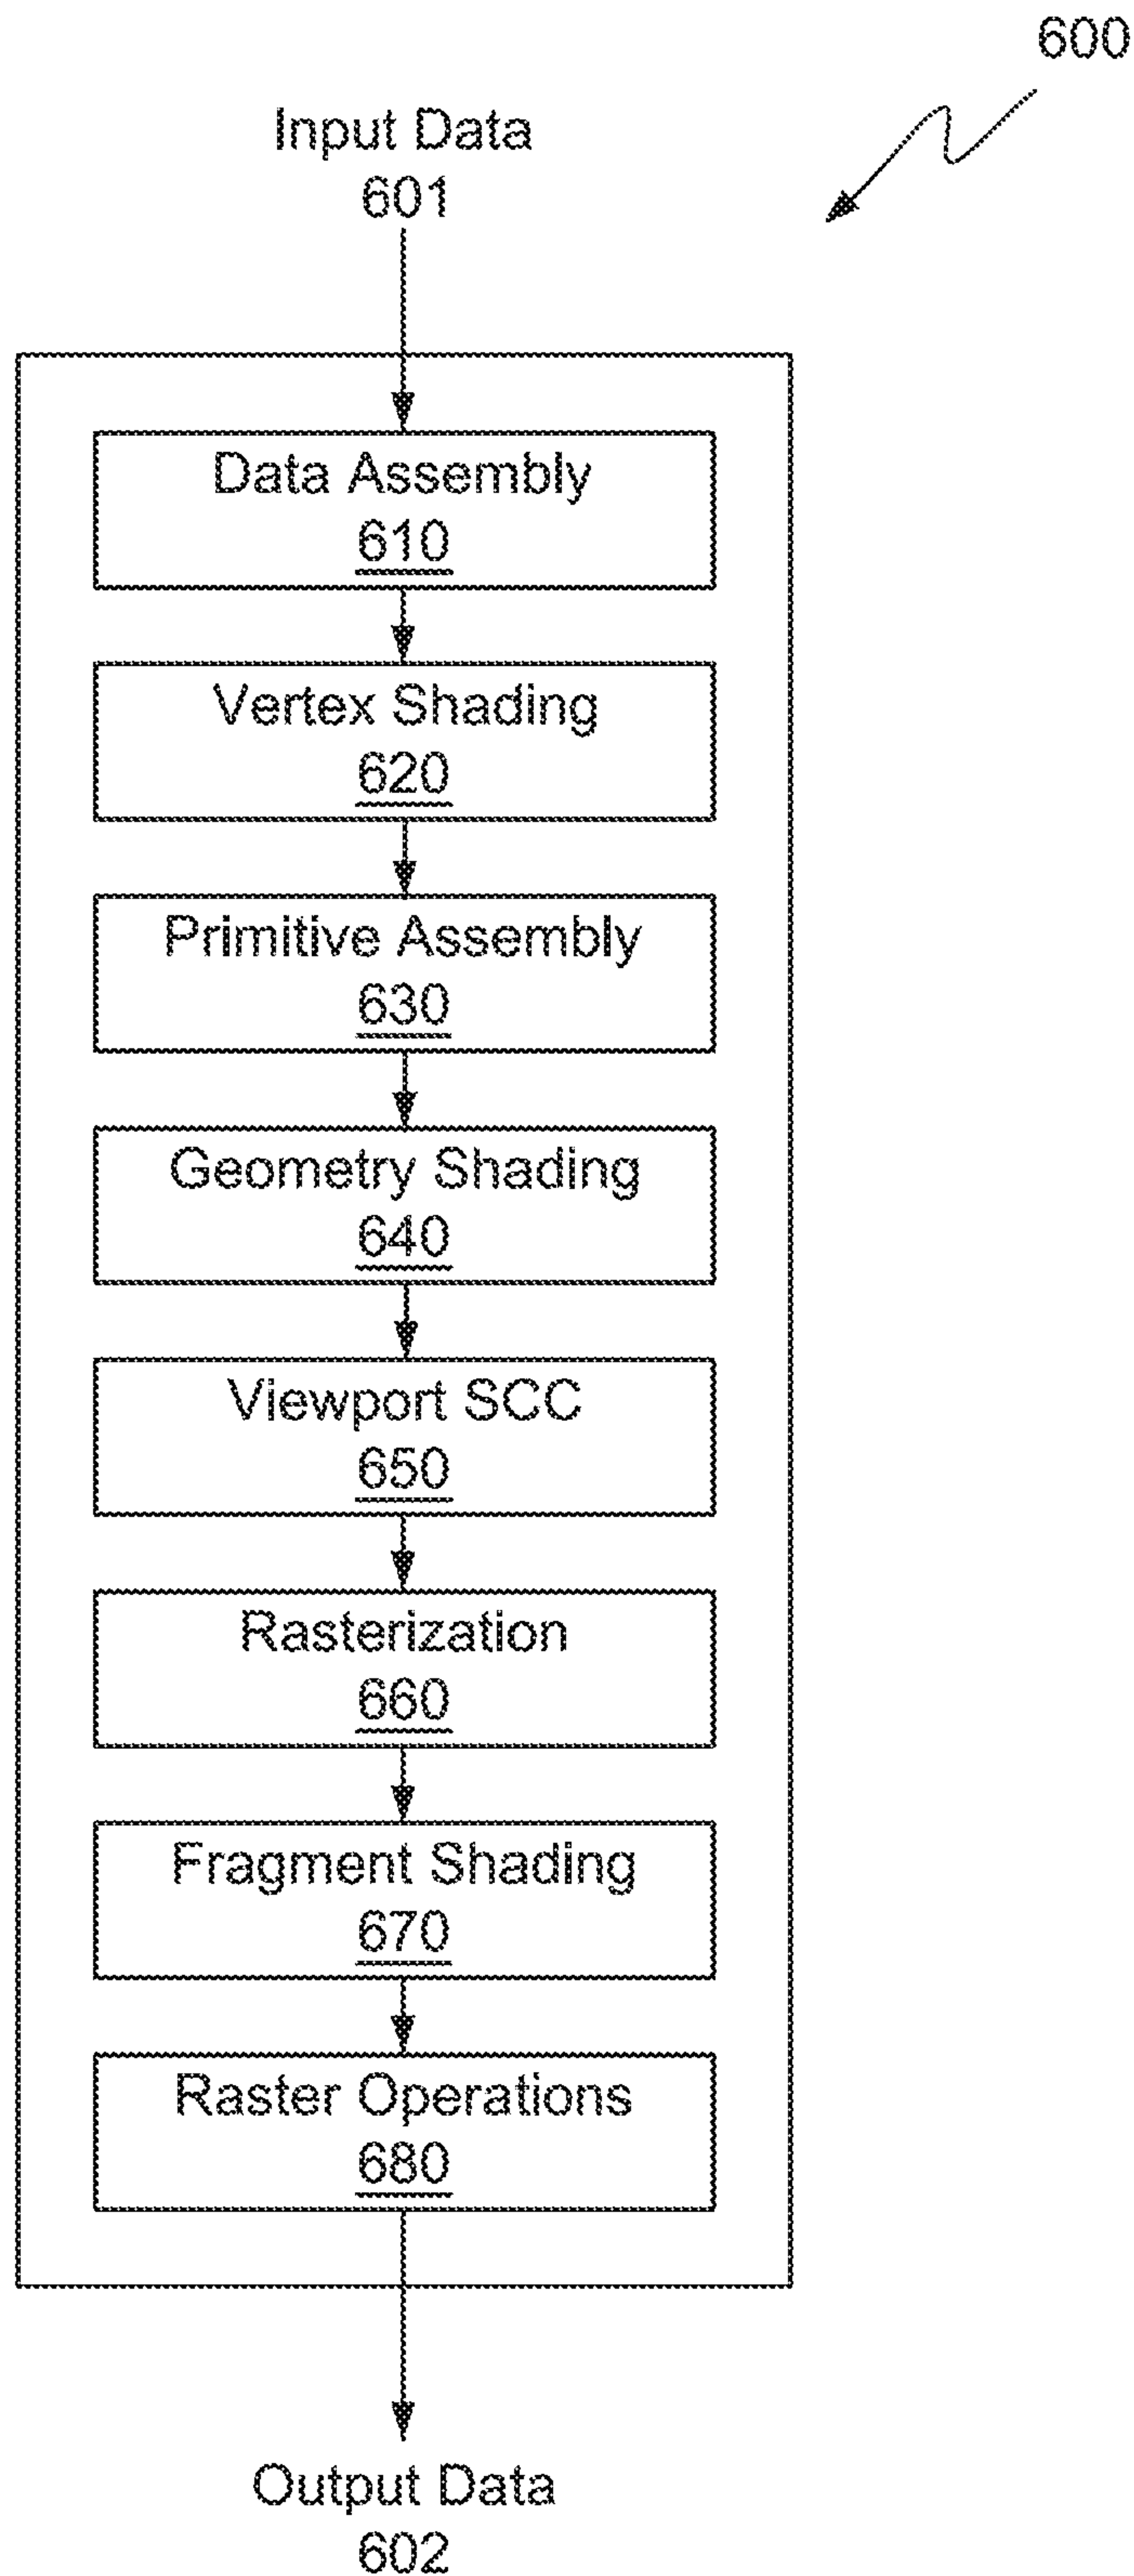 600
Input Data
601
Data Assembly
610
Vertex Shading
620
Primitive Assembly
630
Geometry Shading
640
Viewport SCC
650
Rasterization
660
Fragment Shading
670
Raster Operations
680
Output Data
602